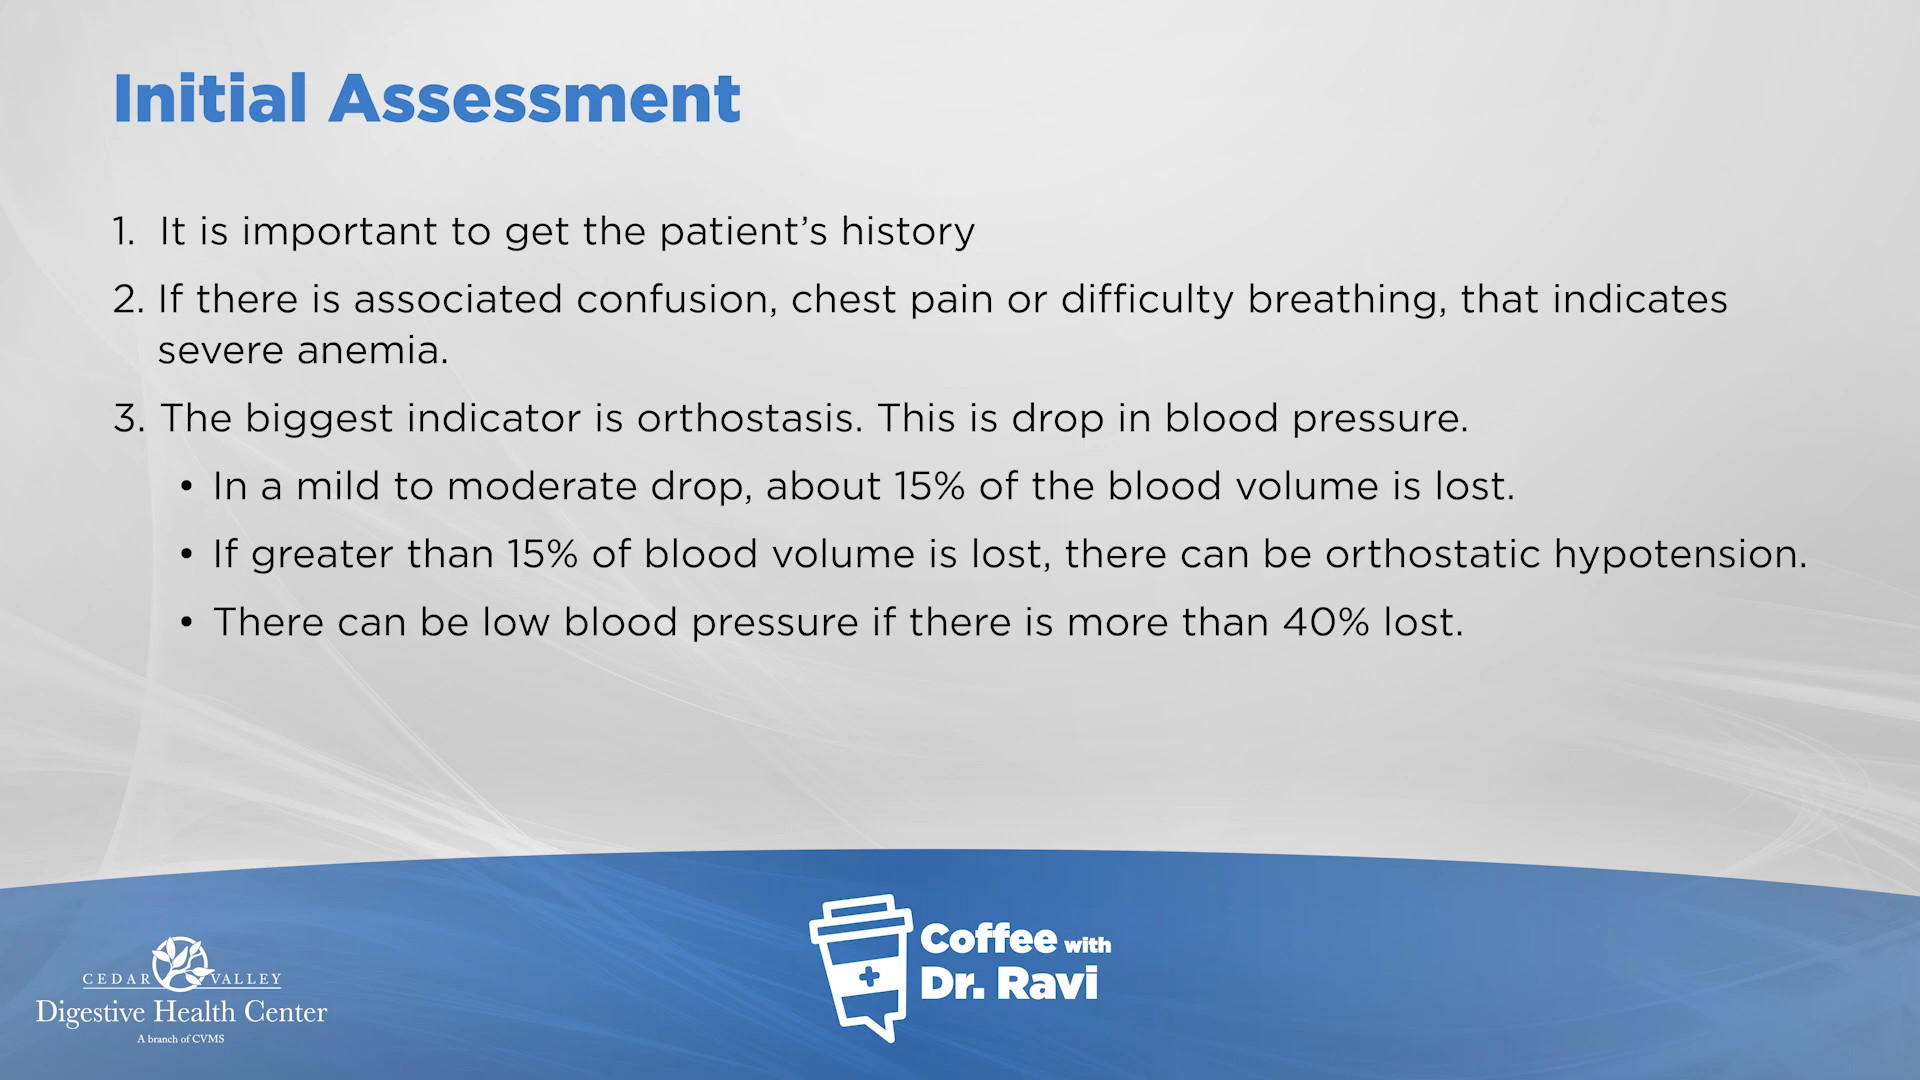 Initial Assessment
1. It is important to get the patient’s history
2. If there is associated confusion, chest pain or difficulty breathing, that indicates
severe anemia.
3. The biggest indicator is orthostasis. This is drop in blood pressure.
• In a mild to moderate drop, about 15% of the blood volume is lost.
• If greater than 15% of blood volume is lost, there can be orthostatic hypotension.
• There can be low blood pressure if there is more than 40% lost.
CEDAR VALLEY
Digestive Health Center
A branch of CVMS
Coffee with
Dr. Ravi